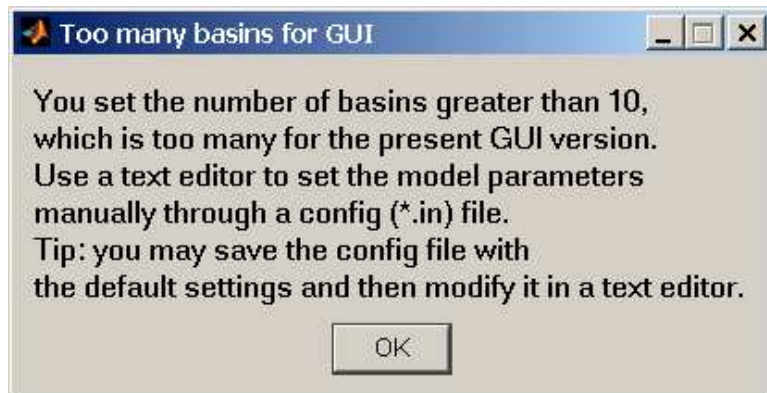 Too many basins for GUI
You set the number of basins greater than 10,
which is too many for the present GUI version.
Use a text editor to set the model parameters
manually through a config (*.in) file.
Tip: you may save the config file with
the default settings and then modify it in a text editor.
OK